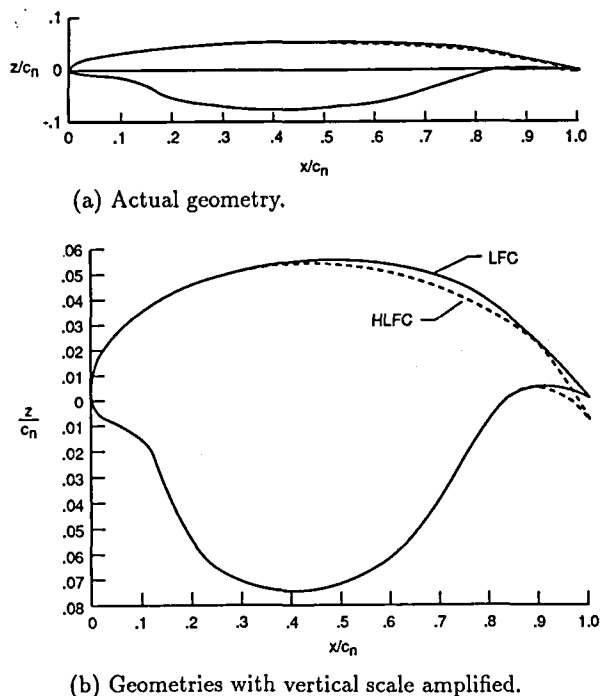 .1
z/cn 0
-.1
0 .1 .2 .3 .4 .5 .6 .7 .8 .9 1.0
x/cn
(a) Actual geometry.
.06
.05
.04
.03
.02
.01
0
.01
.02
.03
.04
.05
.06
.07
.08
z
cn
LFC
HLFC
0 .1 .2 .3 .4 .5 .6 .7 .8 .9 1.0
x/cn
(b) Geometries with vertical scale amplified.